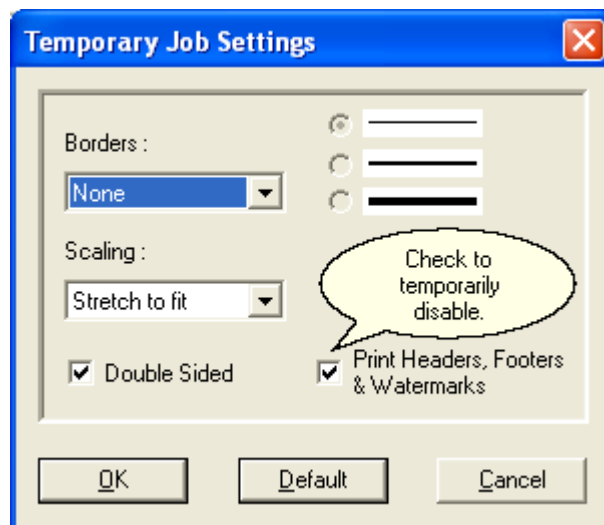 Temporary Job Settings
Borders :
None
Scaling :
Stretch to fit
Check to
temporarily
disable.
Double Sided
Print Headers, Footers
& Watermarks
OK
Default
Cancel